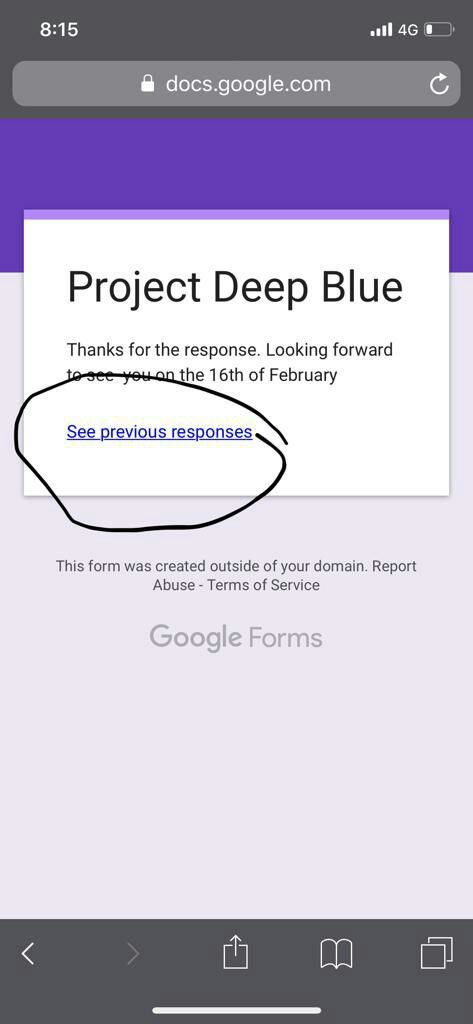 8:15
4G
docs.google.com
Project Deep Blue
Thanks for the response. Looking forward
to see you on the 16th of February
See previous responses
This form was created outside of your domain. Report
Abuse - Terms of Service
Google Forms